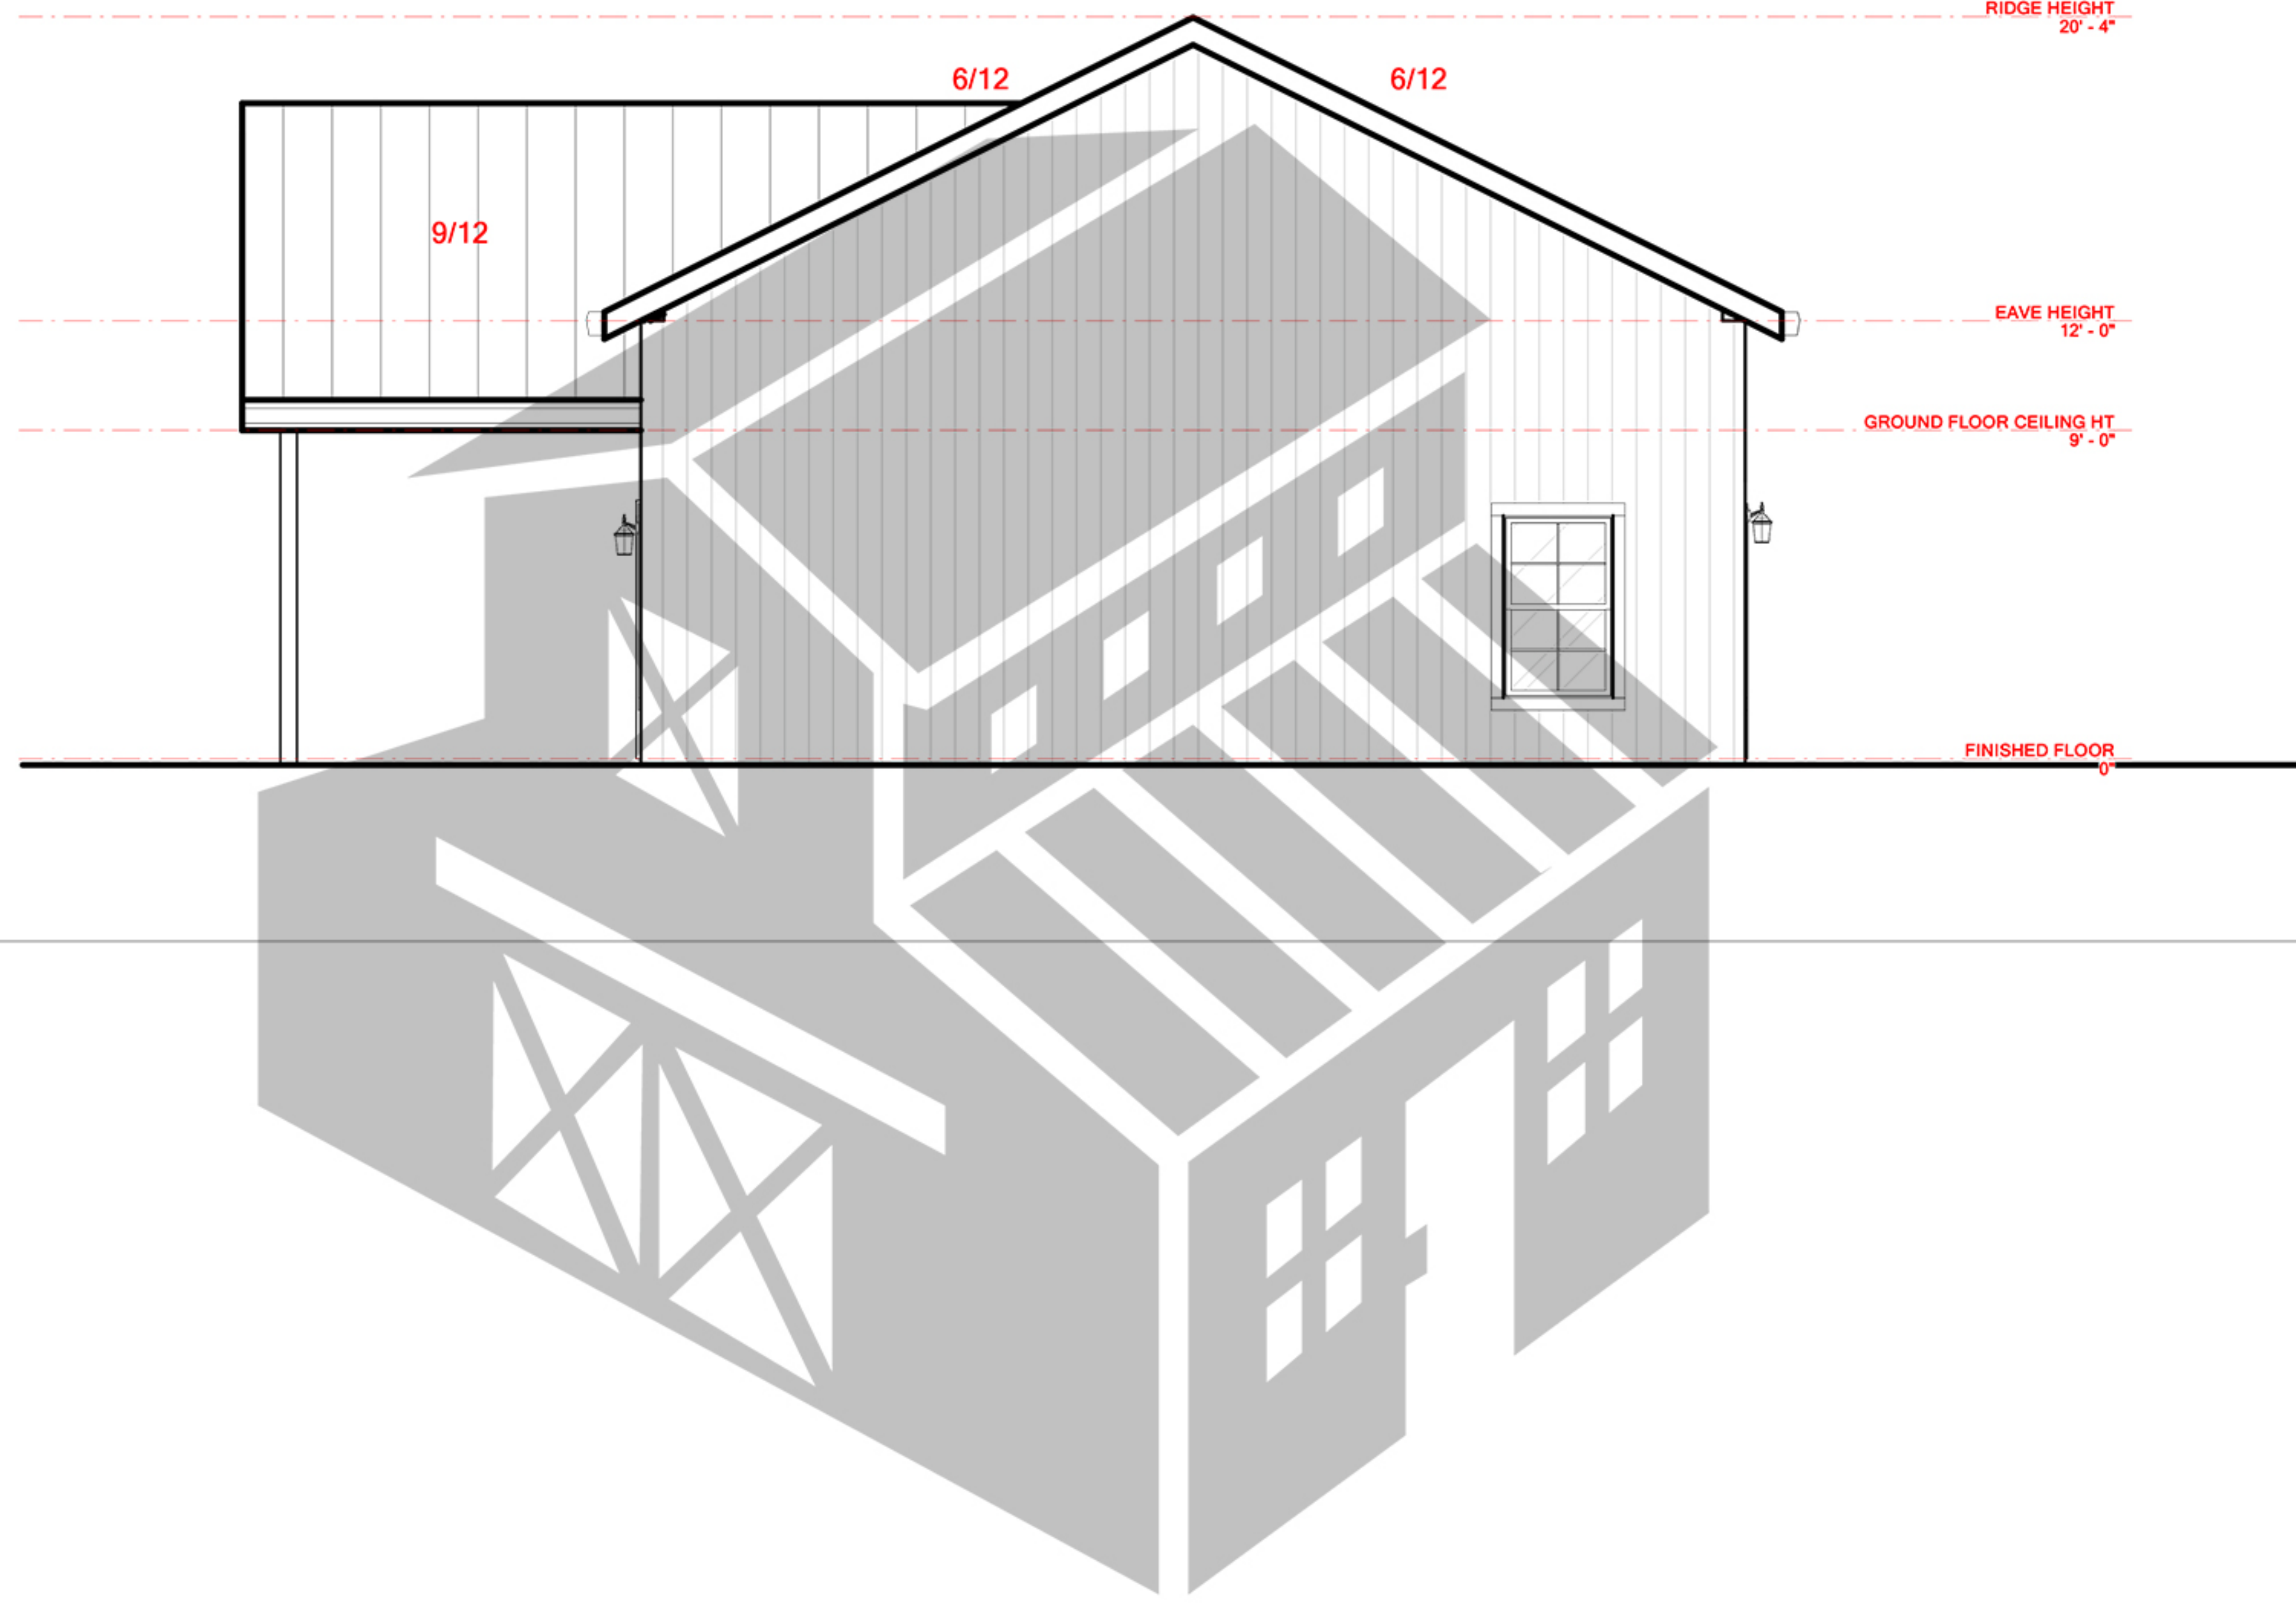 RIDGE HEIGHT
20' - 4"
6/12
6/12
9/12
EAVE HEIGHT
12' - 0"
GROUND FLOOR CEILING HT
9' - 0"
FINISHED FLOOR
0"